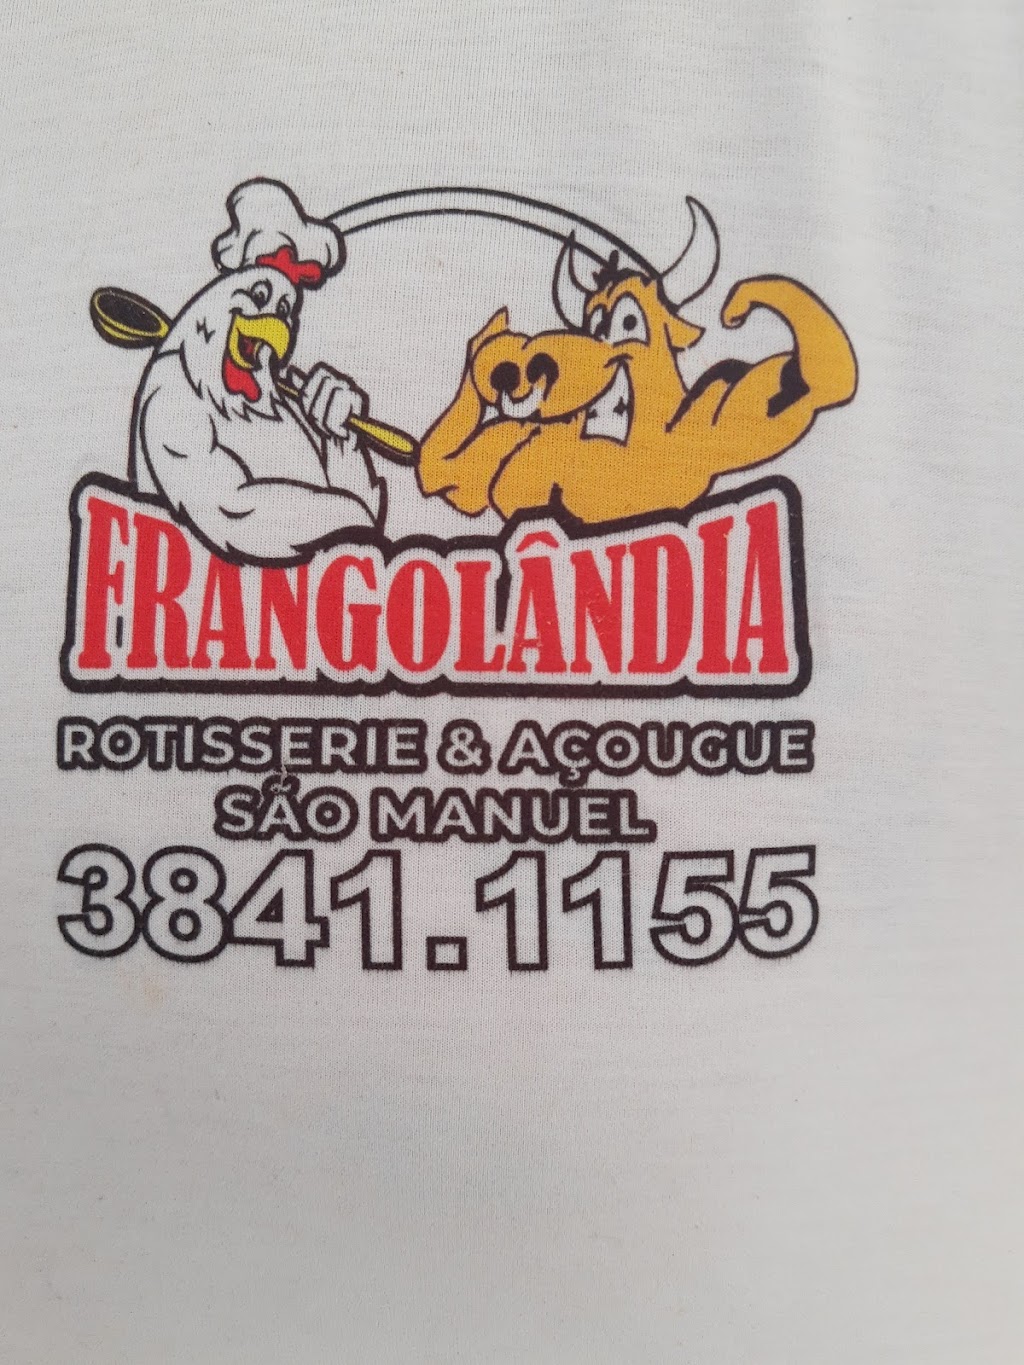 FRANGOLÂNDIA
ROTISSERIE & AÇOUGUE
SÃO MANUEL
3841.1155